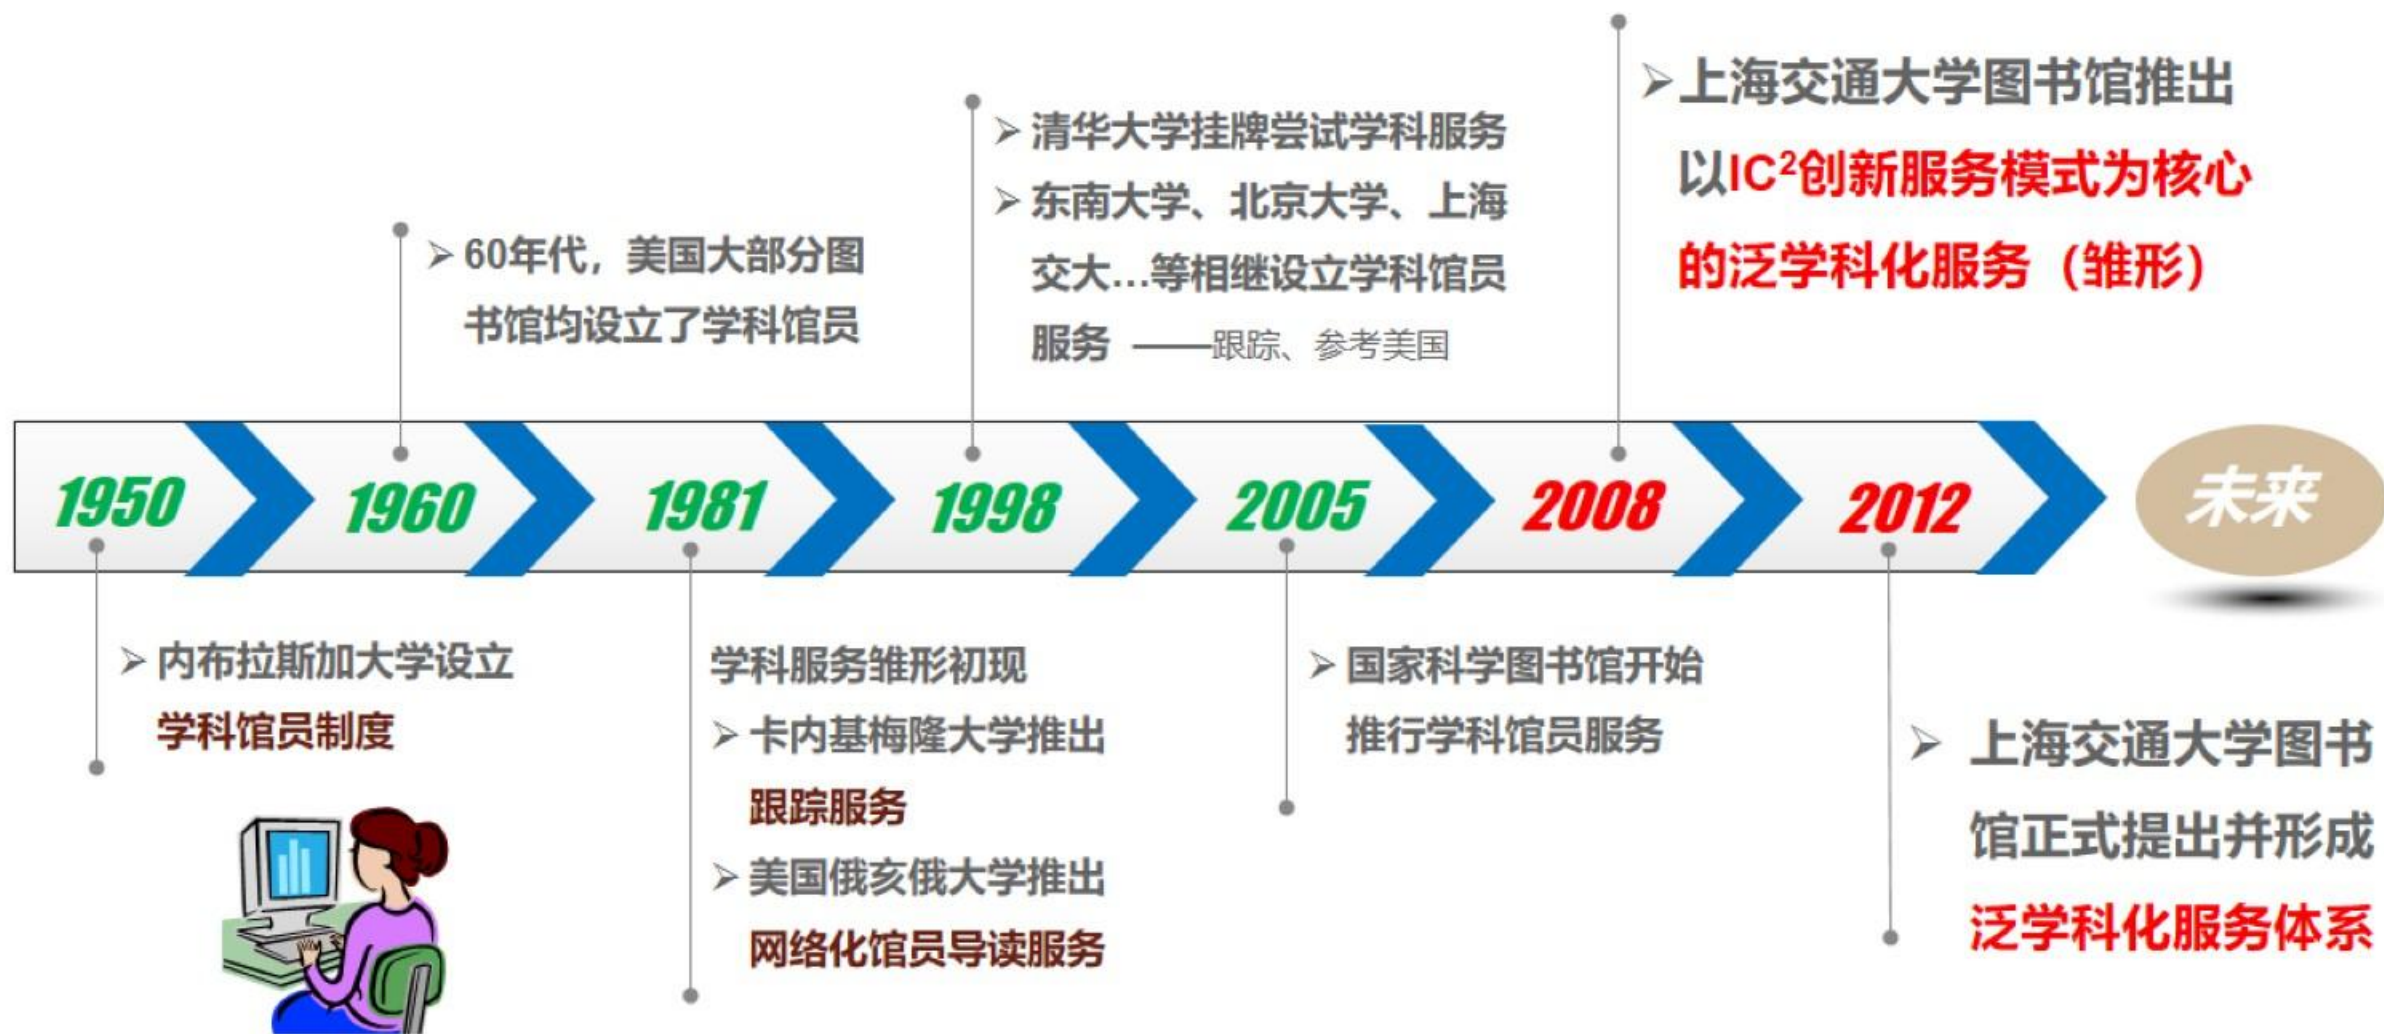 ➢上海交通大学图书馆推出
以IC²创新服务模式为核心
的泛学科化服务（雏形）
➢ 清华大学挂牌尝试学科服务
➢ 东南大学、北京大学、上海
交大…等相继设立学科馆员
服务 ——跟踪、参考美国
➢ 60年代，美国大部分图
书馆均设立了学科馆员
1950
1960
1981
1998
2005
2008
2012
未来
➢ 内布拉斯加大学设立
学科馆员制度
学科服务雏形初现
➢ 卡内基梅隆大学推出
跟踪服务
➢ 美国俄亥俄大学推出
网络化馆员导读服务
➢ 国家科学图书馆开始
推行学科馆员服务
➢ 上海交通大学图书
馆正式提出并形成
泛学科化服务体系